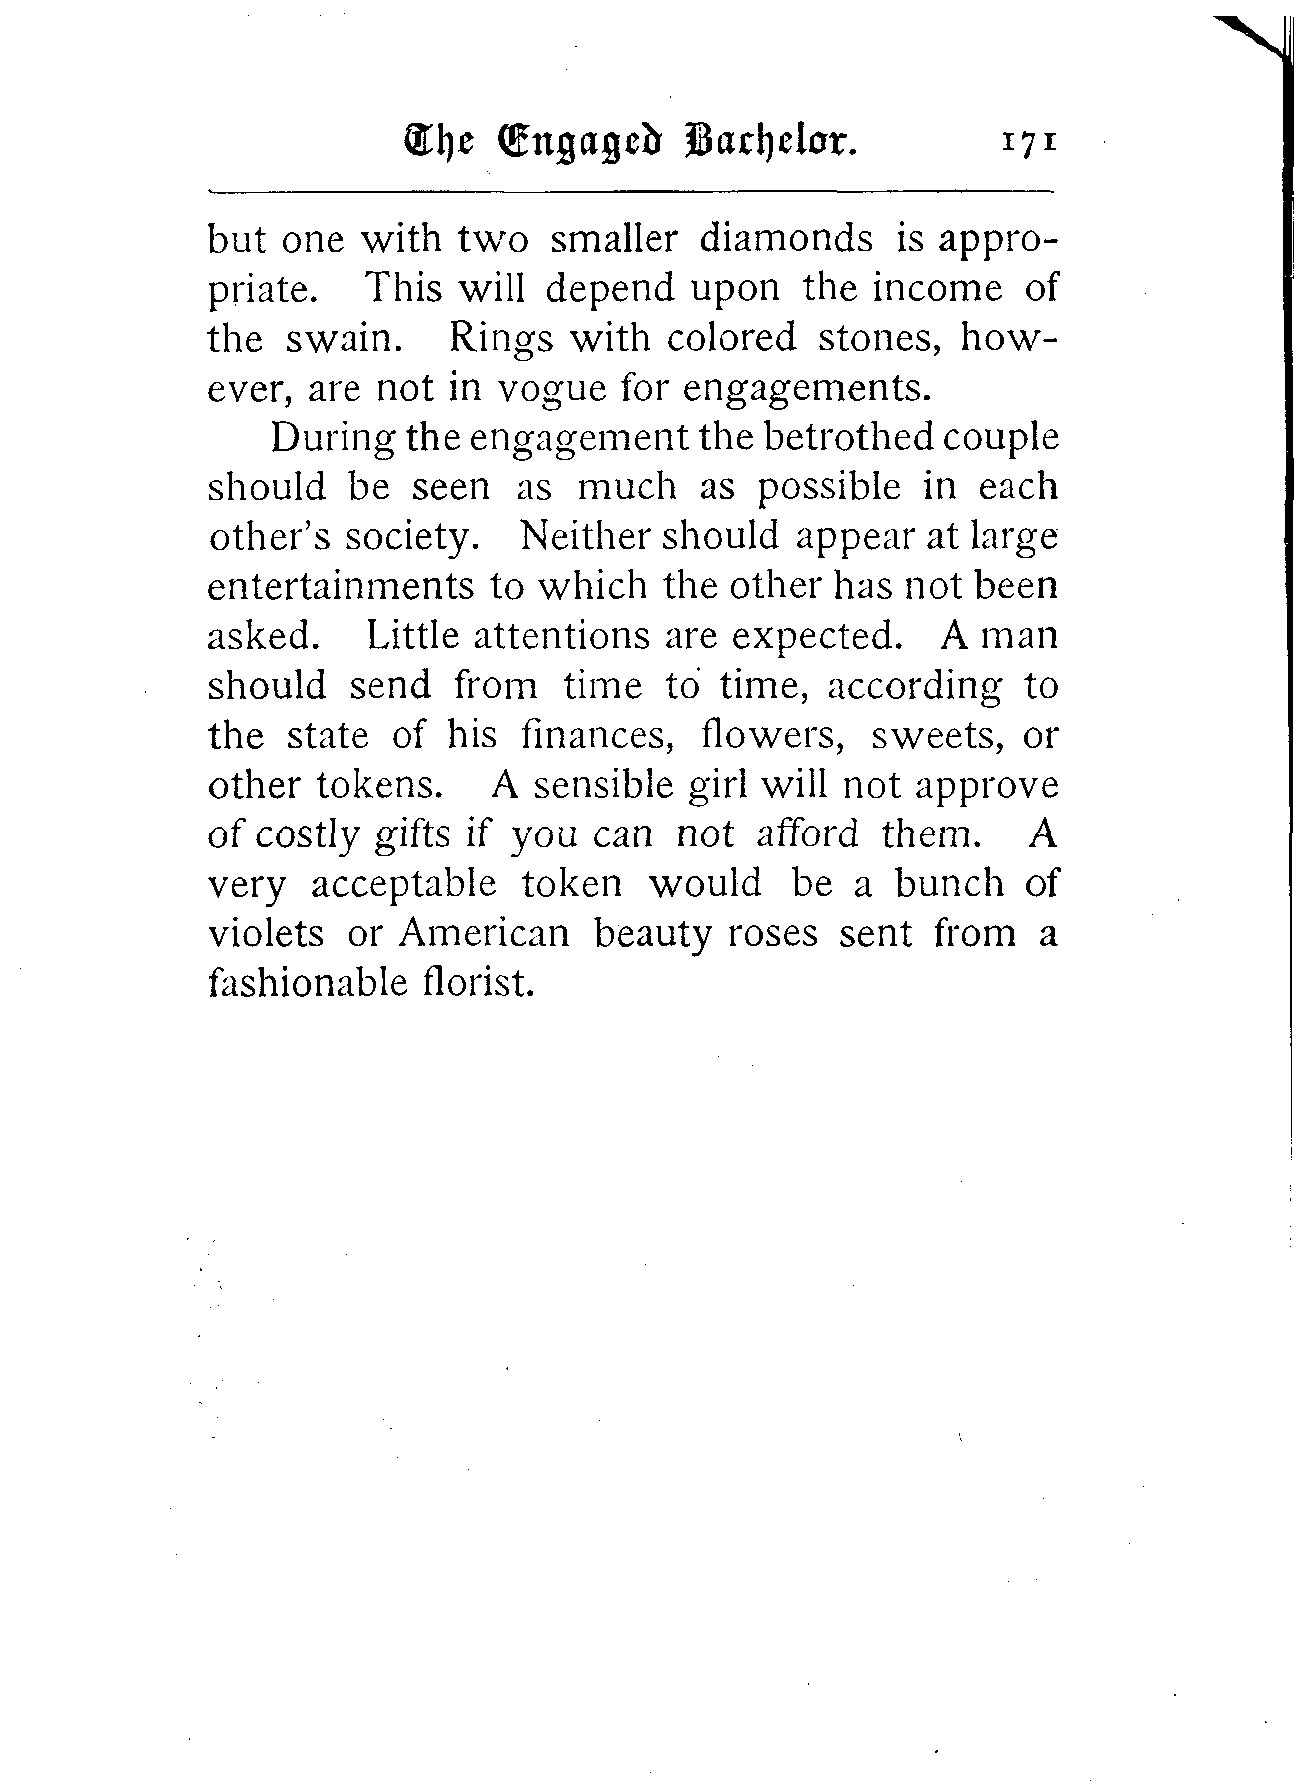 The Engaged Bachelor. 171
but one with two smaller diamonds is appro-
priate. This will depend upon the income of
the swain. Rings with colored stones, how-
ever, are not in vogue for engagements.
During the engagement the betrothed couple
should be seen as much as possible in each
other's society. Neither should appear at large
entertainments to which the other has not been
asked. Little attentions are expected. A man
should send from time to time, according to
the state of his finances, flowers, sweets, or
other tokens. A sensible girl will not approve
of costly gifts if you can not afford them. A
very acceptable token would be a bunch of
violets or American beauty roses sent from a
fashionable florist.